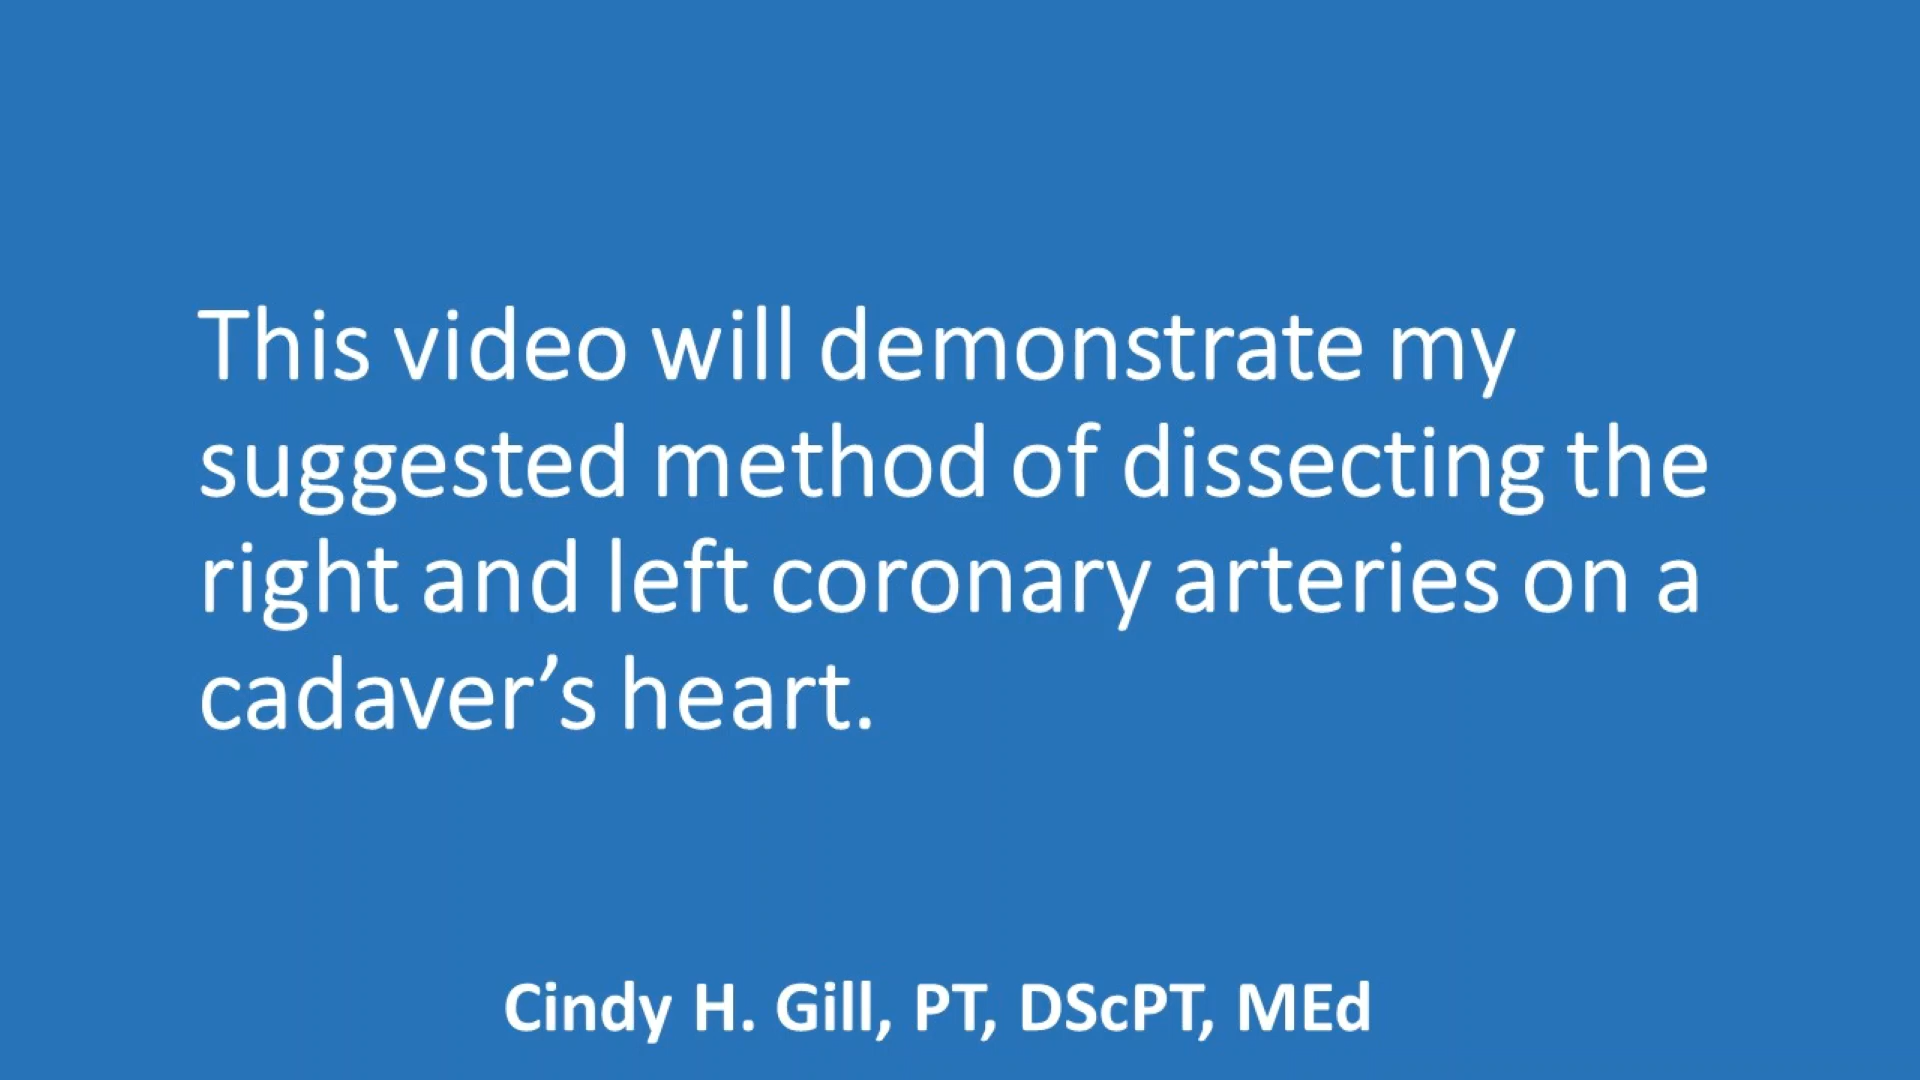 This video will demonstrate my
suggested method of dissecting the
right and left coronary arteries on a
cadaver’s heart.
Cindy H. Gill, PT, DScPT, MEd